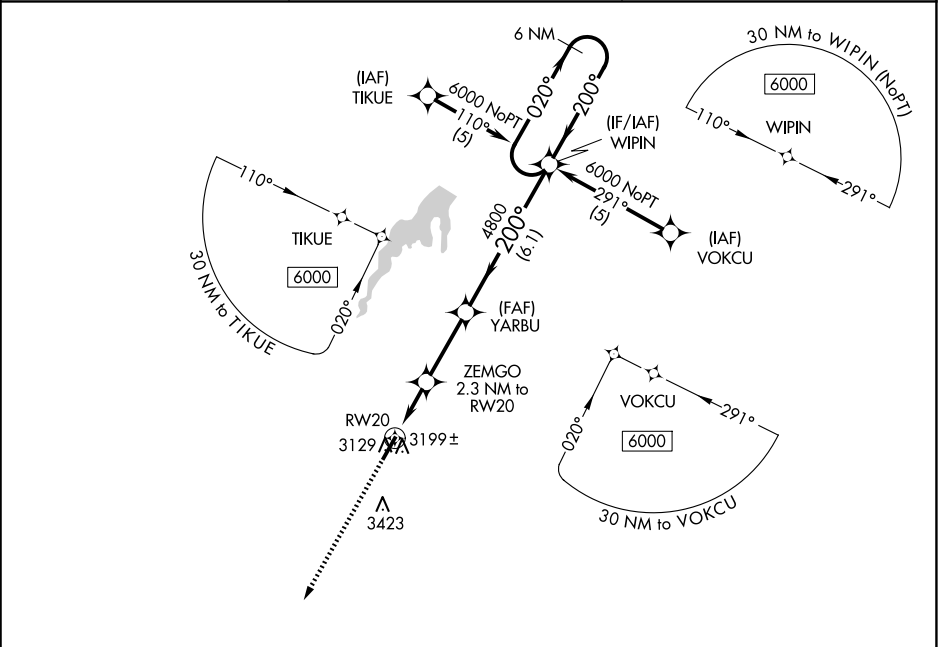 6 NM
30 NM to WIPIN (NoPT)
6000
110°
WIPIN
291°
(IAF)
TIKUE
6000 NoPT
110°
(5)
020°
200°
(IF/IAF)
WIPIN
6000 NoPT
291°
(5)
(IAF)
VOKCU
110°
TIKUE
6000
020°
30 NM to TIKUE
4800
200°
(6.1)
(FAF)
YARBU
ZEMGO
2.3 NM to
RW20
VOKCU
291°
6000
020°
30 NM to VOKCU
RW20
3129
3199±
3423